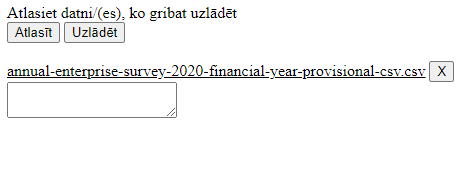 Atlasiet datni/(es), ko gribat uzlādēt
Atlasīt Uzlādēt
annual-enterprise-survey-2020-financial-year-provisional-csv.csv X